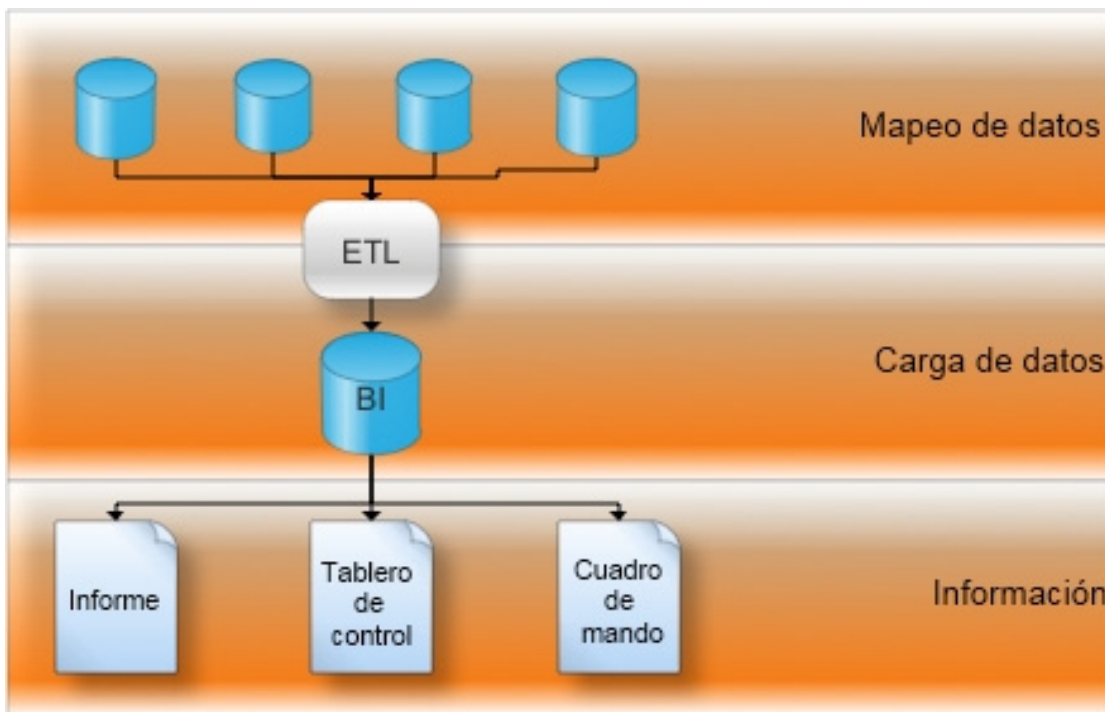 Mapeo de datos
ETL
Carga de datos
BI
Informe
Tablero
de
control
Cuadro
de
mando
Información